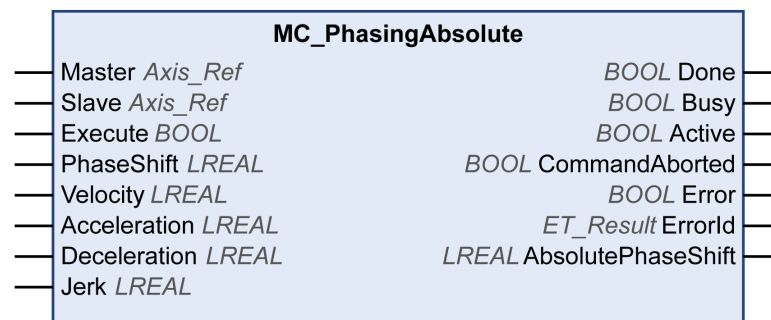 MC_PhasingAbsolute
Master Axis_Ref BOOL Done
Slave Axis_Ref BOOL Busy
Execute BOOL BOOL Active
PhaseShift LREAL BOOL CommandAborted
Velocity LREAL BOOL Error
Acceleration LREAL ET_Result ErrorId
Deceleration LREAL LREAL AbsolutePhaseShift
Jerk LREAL